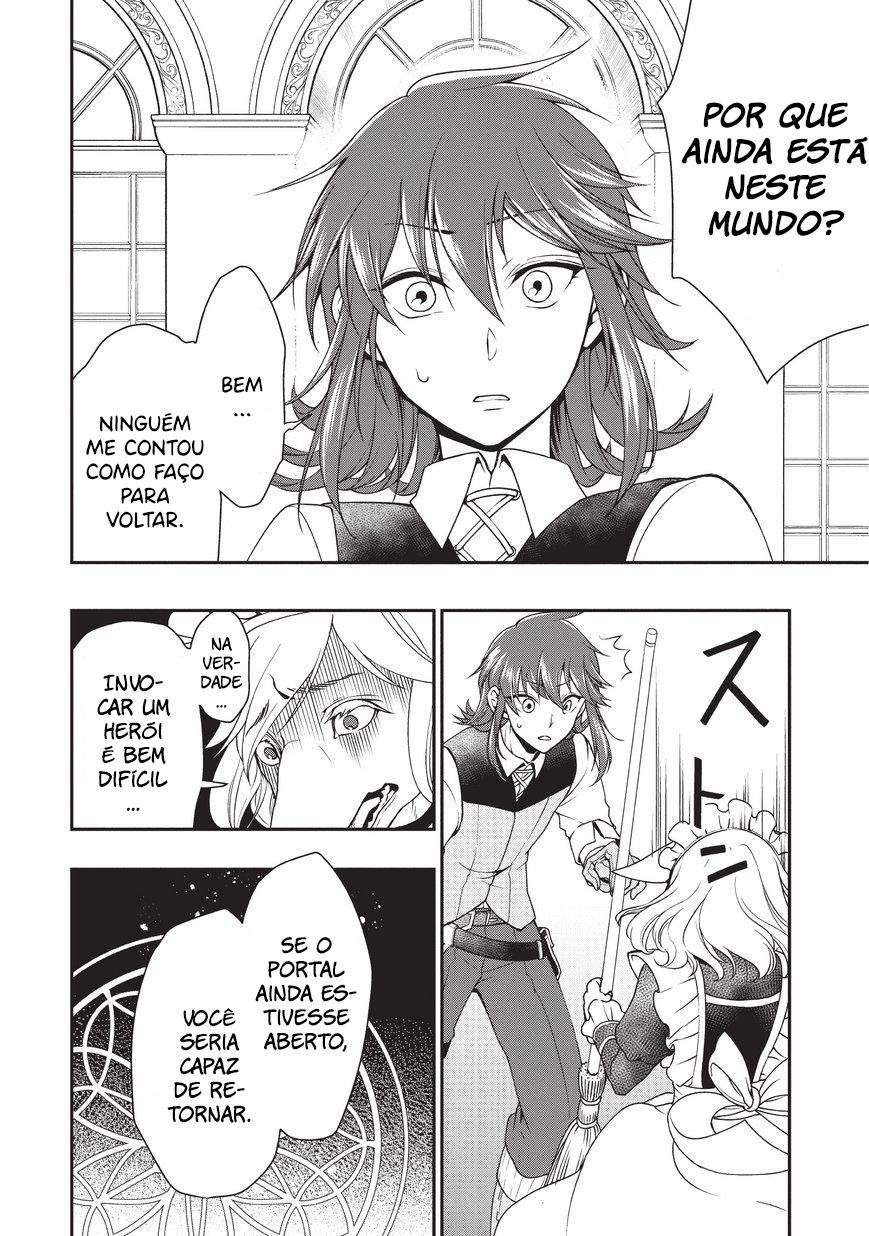 POR QUE
AINDA ESTÁ
NESTE
MUNDO?
BEM
...
NINGUÉM
ME CONTOU
COMO FAÇO
PARA
VOLTAR.
スト
ン
NA
VER-
DADE
...
INVO-
CAR UM
HERÓI
É BEM
DIFÍCIL
...
SE O
PORTAL
AINDA ES-
TIVESSE
ABERTO,
VOCÊ
SERIA
CAPAZ
DE RE-
TORNAR.